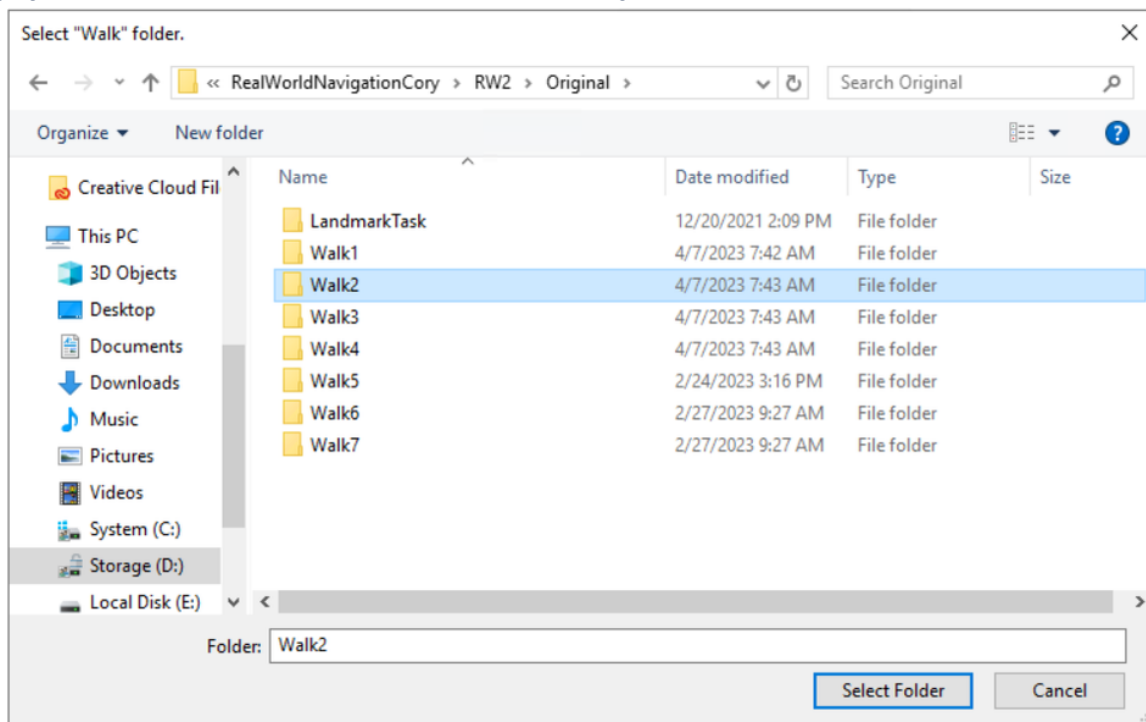 Select "Walk" folder.
« RealWorldNavigationCory > RW2 > Original >
Search Original
Organize
New folder
Name Date modified Type Size
Creative Cloud Fil
This PC
3D Objects
Desktop
Documents
Downloads
Music
Pictures
Videos
System (C:)
Storage (D:)
Local Disk (E:)
LandmarkTask 12/20/2021 2:09 PM File folder
Walk1 4/7/2023 7:42 AM File folder
Walk2 4/7/2023 7:43 AM File folder
Walk3 4/7/2023 7:43 AM File folder
Walk4 4/7/2023 7:43 AM File folder
Walk5 2/24/2023 3:16 PM File folder
Walk6 2/27/2023 9:27 AM File folder
Walk7 2/27/2023 9:27 AM File folder
Folder: Walk2
Select Folder Cancel